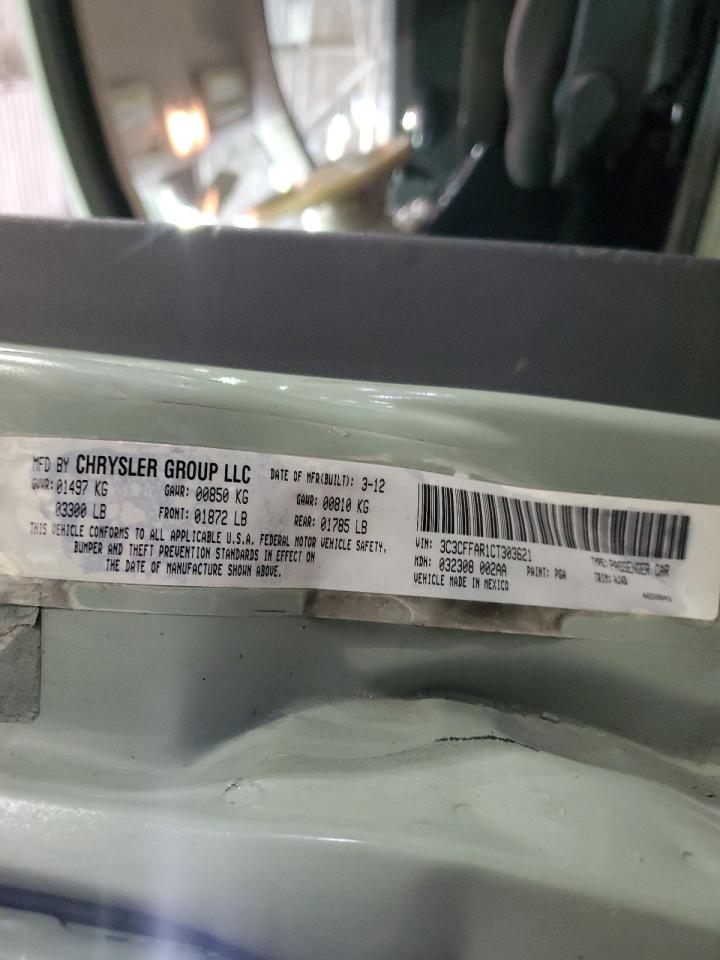 MFD BY CHRYSLER GROUP LLC DATE OF MFR(BUILT): 3-12
GVWR: 01497 KG GAWR: 00850 KG GAWR: 00810 KG
03300 LB FRONT: 01872 LB REAR: 01785 LB
THIS VEHICLE CONFORMS TO ALL APPLICABLE U.S.A. FEDERAL MOTOR VEHICLE SAFETY,
BUMPER AND THEFT PREVENTION STANDARDS IN EFFECT ON
THE DATE OF MANUFACTURE SHOWN ABOVE.
VIN: 3C3CFFAR1CT303621 TYPE: PASSENGER CAR
MDH: 032308 002AA PAINT: PGA TRIM:
VEHICLE MADE IN MEXICO